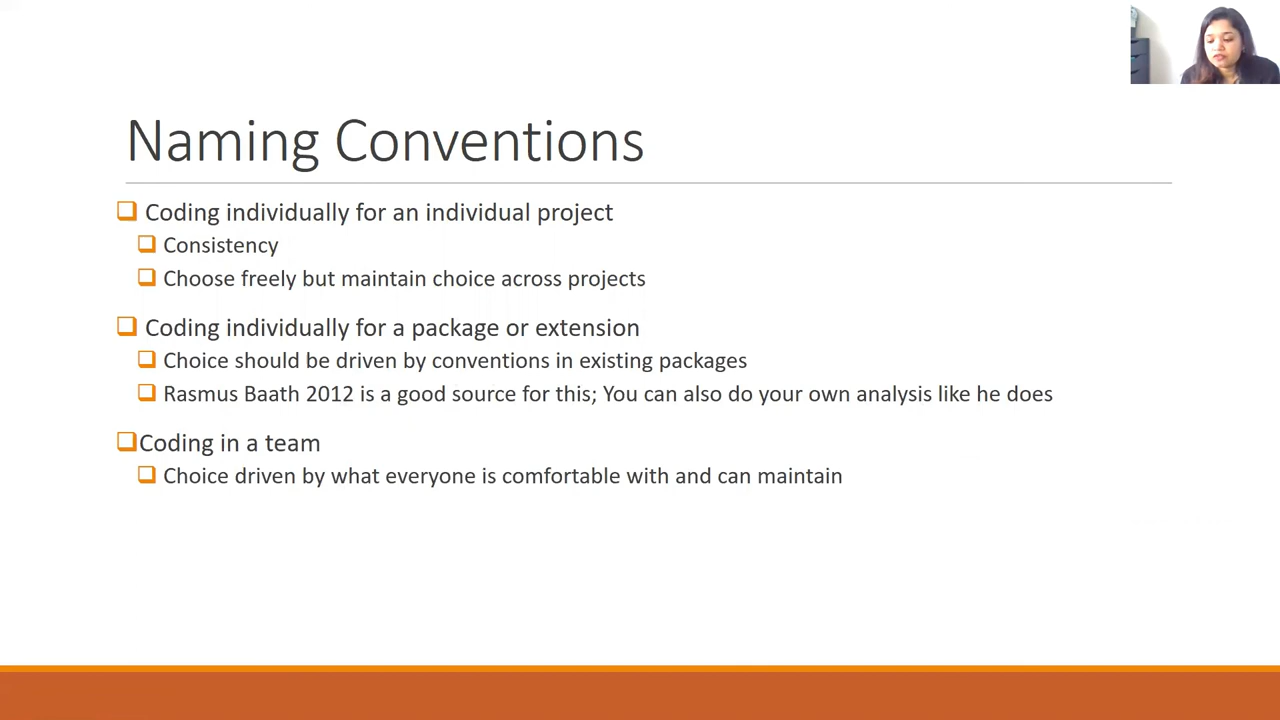 Naming Conventions
Coding individually for an individual project
Consistency
Choose freely but maintain choice across projects
Coding individually for a package or extension
Choice should be driven by conventions in existing packages
Rasmus Baath 2012 is a good source for this; You can also do your own analysis like he does
Coding in a team
Choice driven by what everyone is comfortable with and can maintain